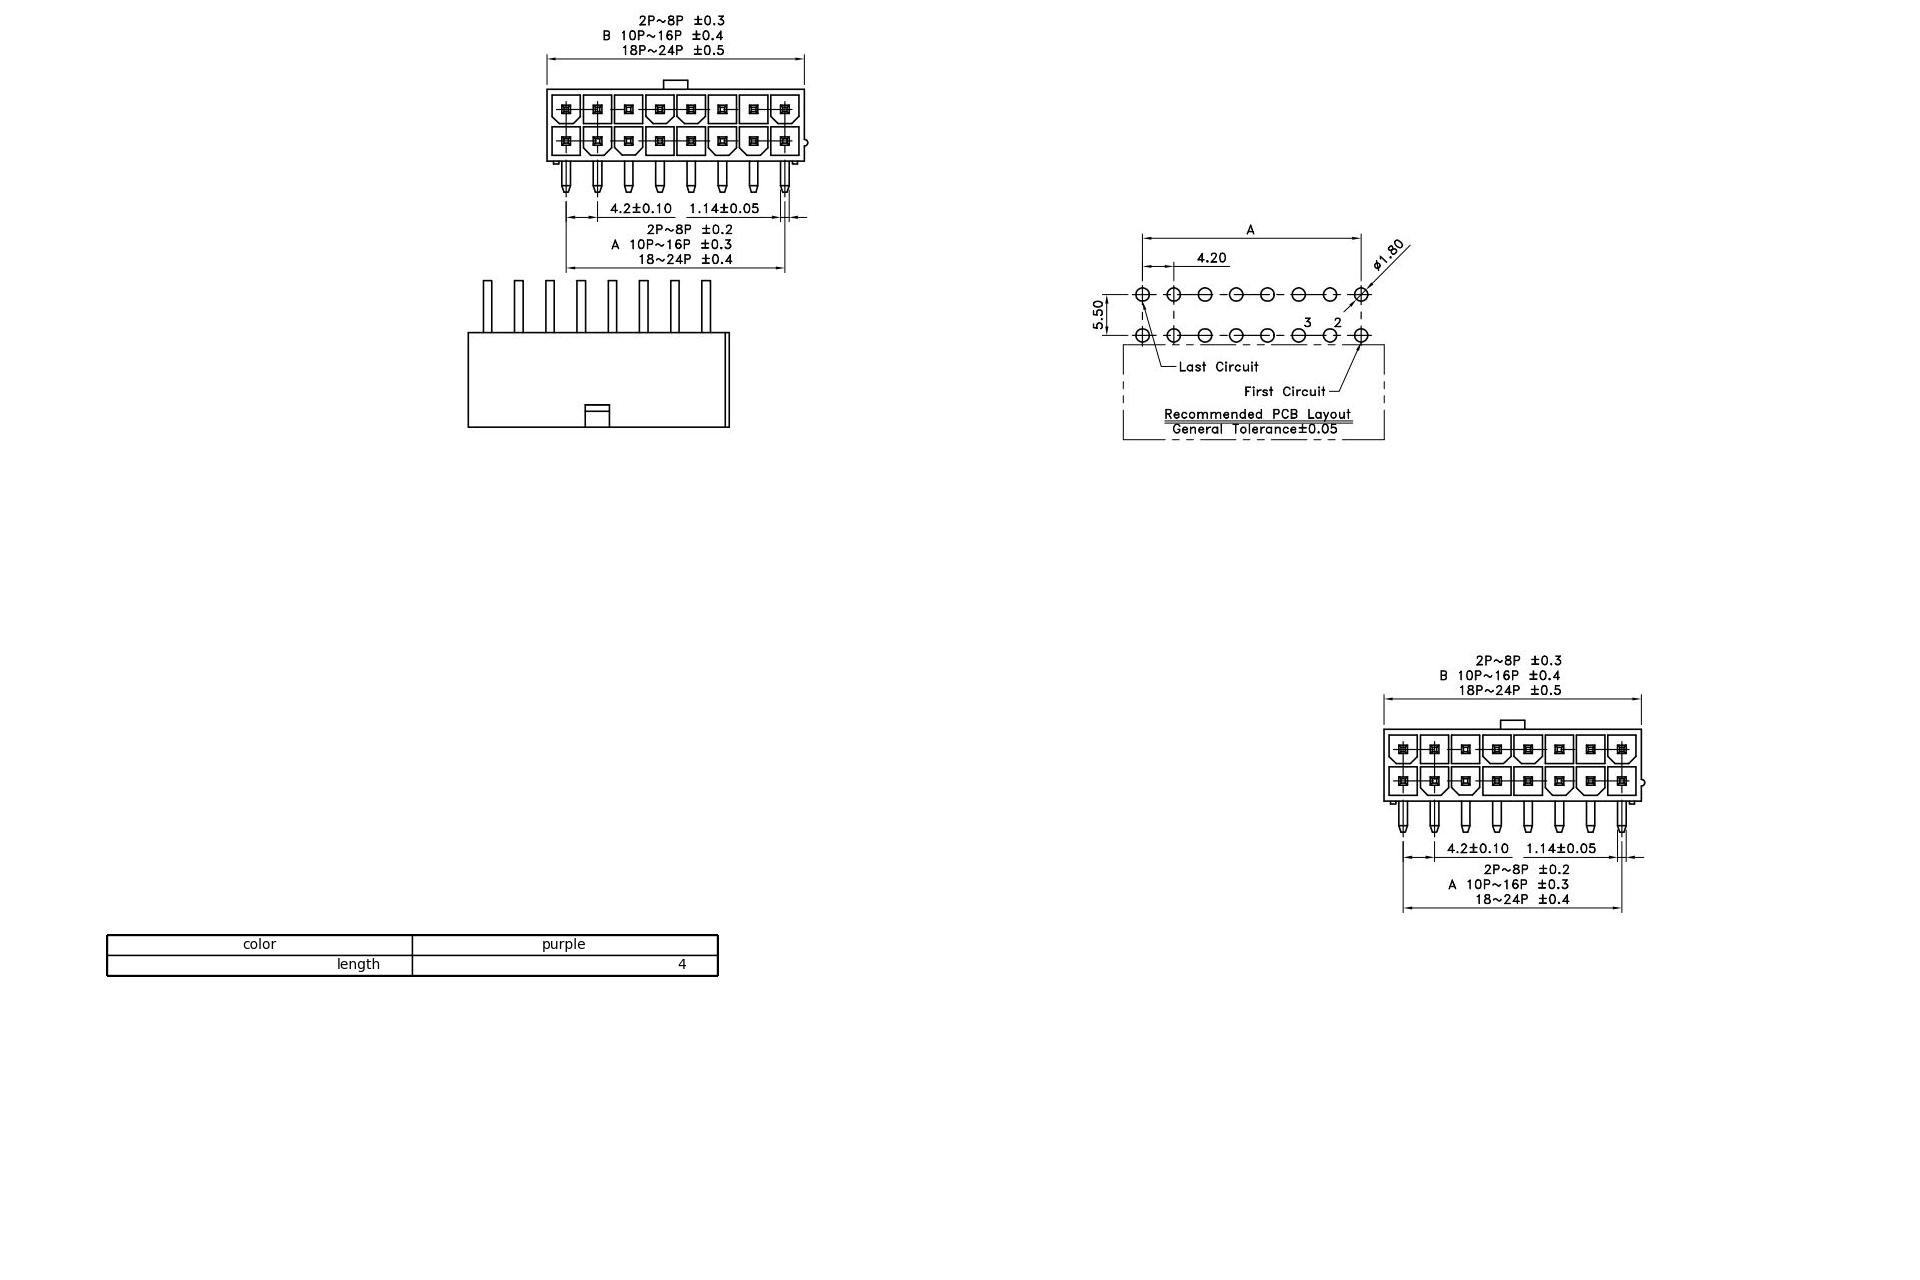 2P~8P ±0.3
B 10P~16P ±0.4
18P~24P ±0.5
4.2±0.10 1.14±0.05
2P~8P ±0.2
A 10P~16P ±0.3
18~24P ±0.4
A
4.20
ø1.80
5.50
3 2
Last Circuit
First Circuit
Recommended PCB Layout
General Tolerance±0.05
2P~8P ±0.3
B 10P~16P ±0.4
18P~24P ±0.5
4.2±0.10 1.14±0.05
2P~8P ±0.2
A 10P~16P ±0.3
18~24P ±0.4
color purple
length 4